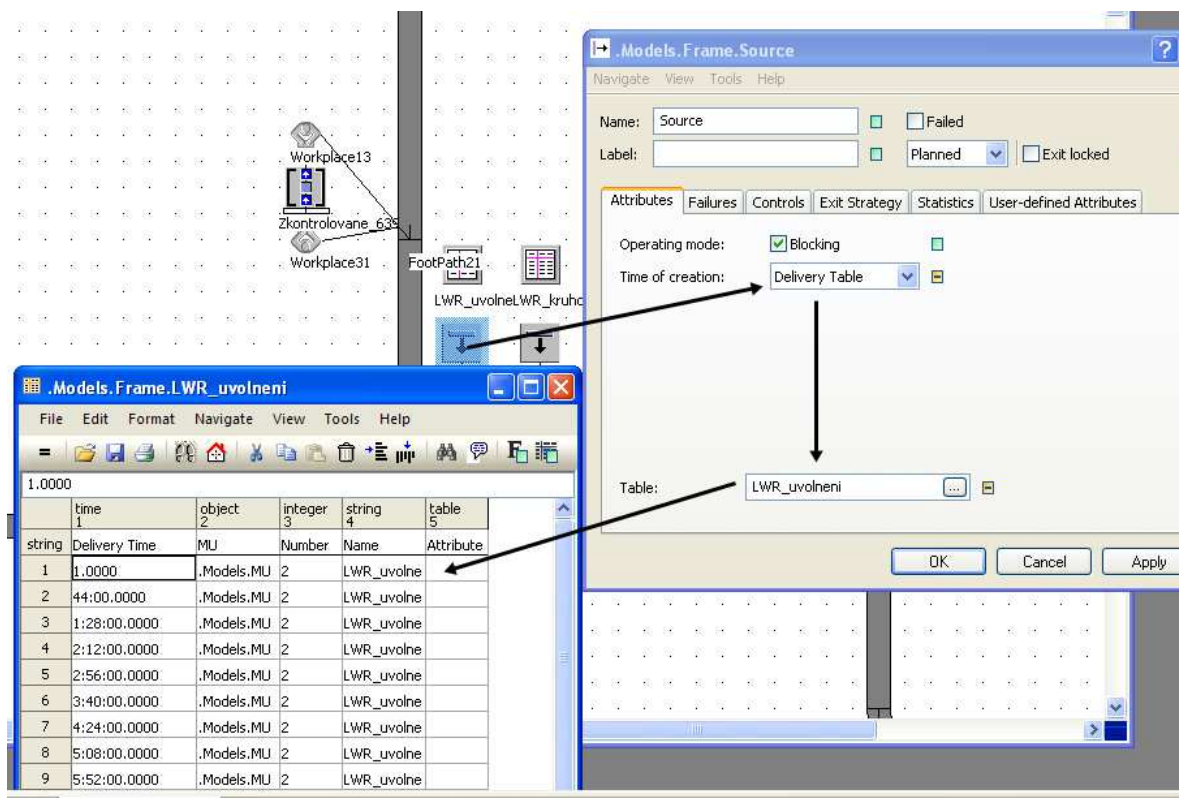 .Models.Frame.Source
?
Navigate View Tools Help
Name: Source Failed
Label: Planned Exit locked
Attributes Failures Controls Exit Strategy Statistics User-defined Attributes
Operating mode: Blocking
Time of creation: Delivery Table
Table: LWR_uvolneni ...
OK Cancel Apply
Workplace13
Zkontrolovane_639
Workplace31
FootPath21
LWR_uvolneLWR_kruho
.Models.Frame.LWR_uvolneni
File Edit Format Navigate View Tools Help
1.0000
time object integer string table
1 2 3 4 5
string Delivery Time MU Number Name Attribute
1 1.0000 .Models.MU 2 LWR_uvolne
2 44:00.0000 .Models.MU 2 LWR_uvolne
3 1:28:00.0000 .Models.MU 2 LWR_uvolne
4 2:12:00.0000 .Models.MU 2 LWR_uvolne
5 2:56:00.0000 .Models.MU 2 LWR_uvolne
6 3:40:00.0000 .Models.MU 2 LWR_uvolne
7 4:24:00.0000 .Models.MU 2 LWR_uvolne
8 5:08:00.0000 .Models.MU 2 LWR_uvolne
9 5:52:00.0000 .Models.MU 2 LWR_uvolne